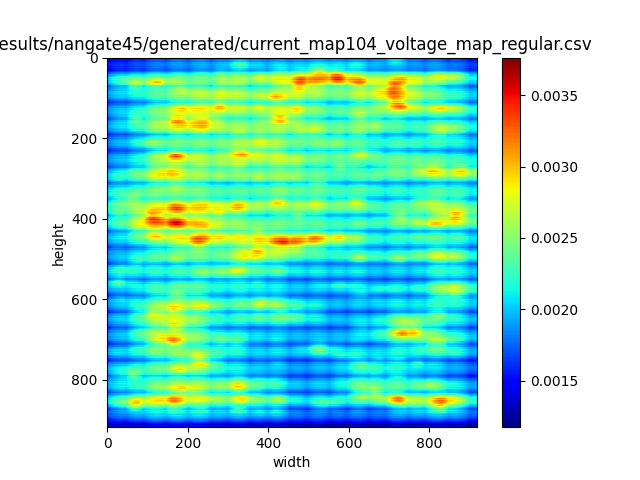 esults/nangate45/generated/current_map104_voltage_map_regular.csv
0
200
400
600
800
height
0 200 400 600 800
width
0.0035
0.0030
0.0025
0.0020
0.0015